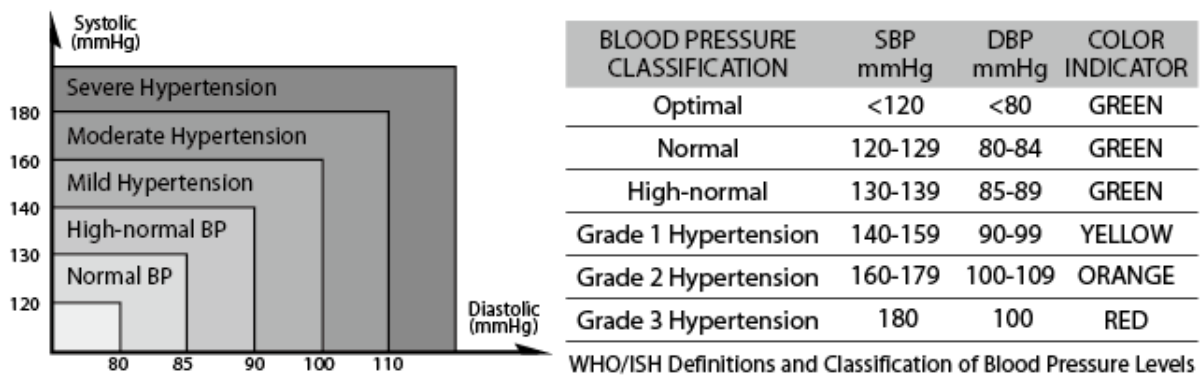 Systolic
(mmHg)
Severe Hypertension
180
Moderate Hypertension
160
Mild Hypertension
140
High-normal BP
130
Normal BP
120
Diastolic
(mmHg)
80 85 90 100 110
BLOOD PRESSURE CLASSIFICATION SBP mmHg DBP mmHg COLOR INDICATOR
Optimal <120 <80 GREEN
Normal 120-129 80-84 GREEN
High-normal 130-139 85-89 GREEN
Grade 1 Hypertension 140-159 90-99 YELLOW
Grade 2 Hypertension 160-179 100-109 ORANGE
Grade 3 Hypertension 180 100 RED
WHO/ISH Definitions and Classification of Blood Pressure Levels